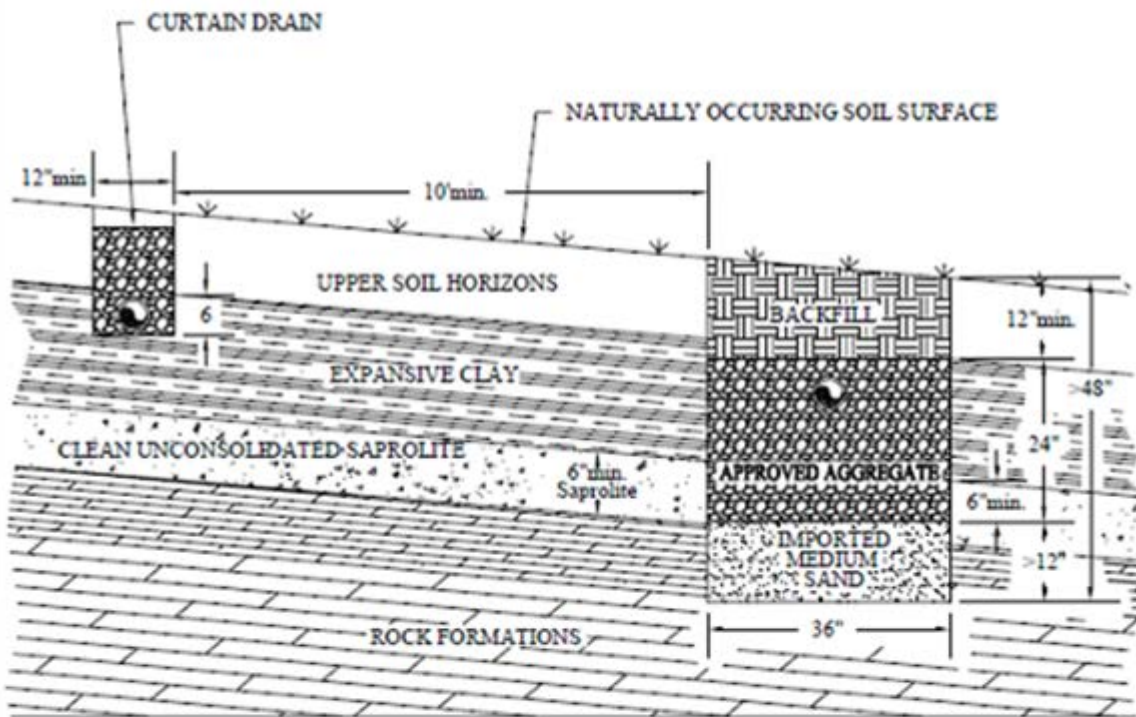 CURTAIN DRAIN
NATURALLY OCCURRING SOIL SURFACE
12"min
10'min.
UPPER SOIL HORIZONS
BACKFILL
12"min.
6
EXPANSIVE CLAY
>48"
24"
CLEAN UNCONSOLIDATED SAPROLITE
6"min.
Saprolite
APPROVED AGGREGATE
6"min.
IMPORTED
MEDIUM
SAND
>12"
ROCK FORMATIONS
36"